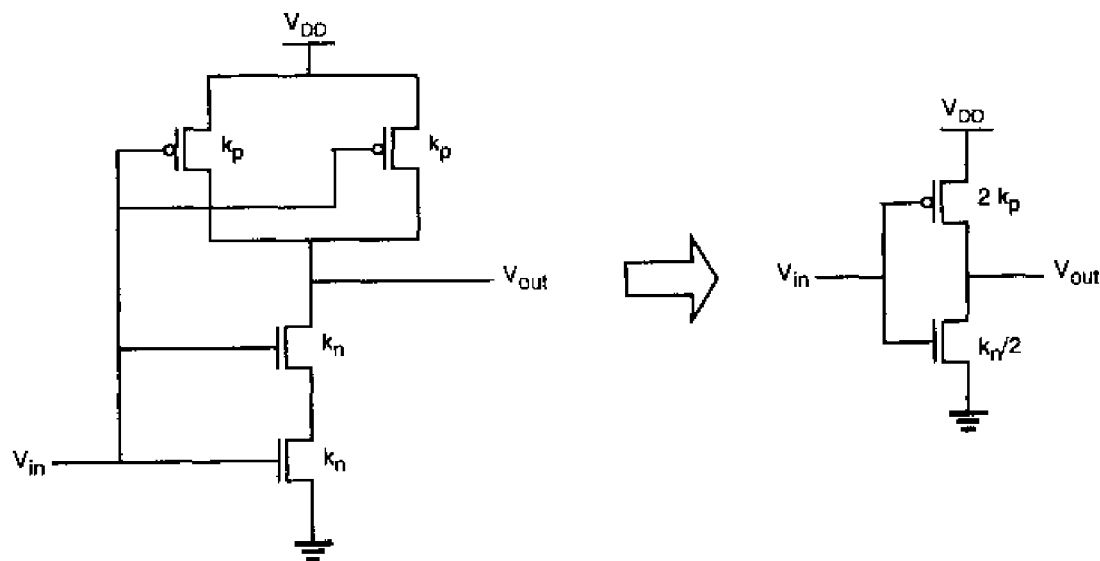 V_DD
k_p
k_p
V_out
k_n
V_in
k_n
V_DD
2 k_p
V_in
V_out
k_n/2